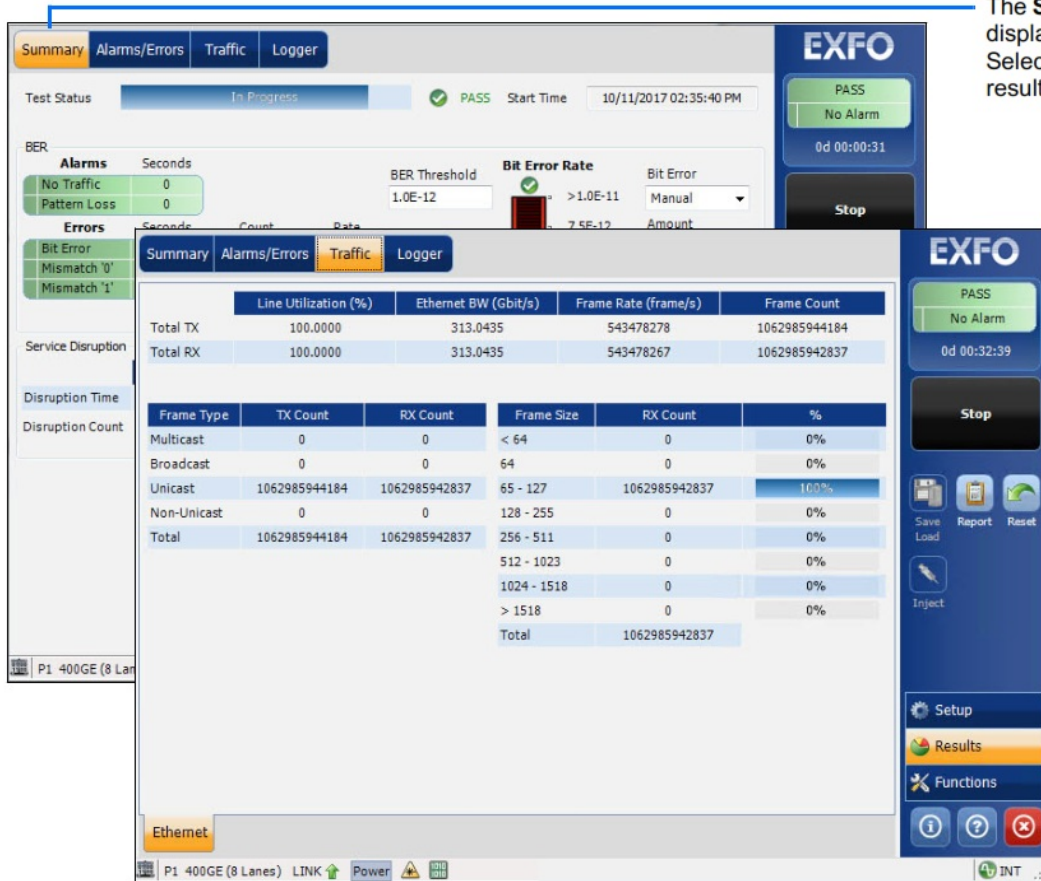 The S
displa
Selec
result
Summary Alarms/Errors Traffic Logger
EXFO
Test Status In Progress PASS Start Time 10/11/2017 02:35:40 PM
PASS
No Alarm
0d 00:00:31
Stop
BER
Alarms Seconds
No Traffic 0
Pattern Loss 0
BER Threshold
1.0E-12
Bit Error Rate
>1.0E-11
7.5E-12
Bit Error
Manual
Amount
Errors Seconds Count Rate
Bit Error
Mismatch '0'
Mismatch '1'
Service Disruption
Disruption Time
Disruption Count
P1 400GE (8 Lan
Summary Alarms/Errors Traffic Logger
EXFO
PASS
No Alarm
0d 00:32:39
Stop
Line Utilization (%) Ethernet BW (Gbit/s) Frame Rate (frame/s) Frame Count
Total TX 100.0000 313.0435 543478278 1062985944184
Total RX 100.0000 313.0435 543478267 1062985942837
Frame Type TX Count RX Count
Multicast 0 0
Broadcast 0 0
Unicast 1062985944184 1062985942837
Non-Unicast 0 0
Total 1062985944184 1062985942837
Frame Size RX Count %
< 64 0 0%
64 0 0%
65 - 127 1062985942837 100%
128 - 255 0 0%
256 - 511 0 0%
512 - 1023 0 0%
1024 - 1518 0 0%
> 1518 0 0%
Total 1062985942837
Save
Load
Report
Reset
Inject
Setup
Results
Functions
Ethernet
P1 400GE (8 Lanes) LINK Power
INT